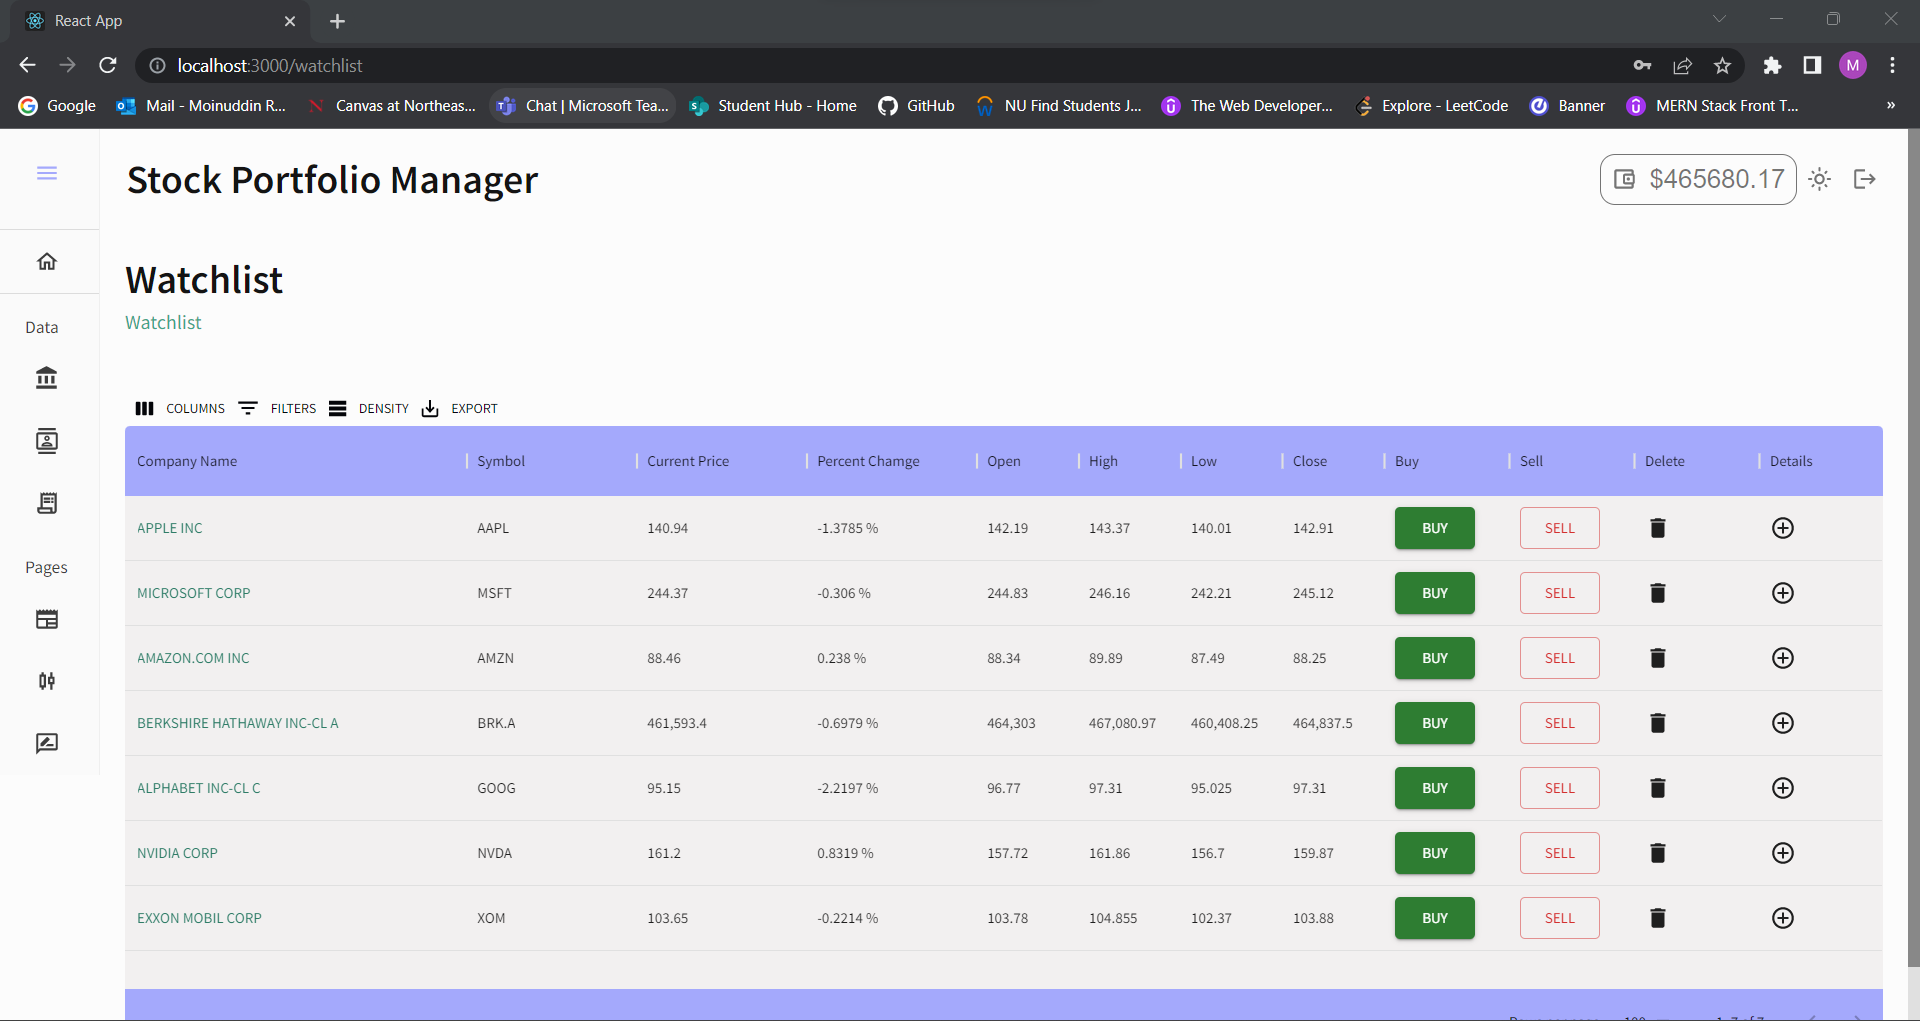 React App
localhost:3000/watchlist
M
Google Mail - Moinuddin R... Canvas at Northeas... Chat | Microsoft Tea... Student Hub - Home GitHub NU Find Students J... The Web Developer... Explore - LeetCode Banner MERN Stack Front T... »
Stock Portfolio Manager $465680.17
Watchlist
Watchlist
Data
Pages
COLUMNS FILTERS DENSITY EXPORT
Company Name Symbol Current Price Percent Chamge Open High Low Close Buy Sell Delete Details
APPLE INC AAPL 140.94 -1.3785 % 142.19 143.37 140.01 142.91 BUY SELL
MICROSOFT CORP MSFT 244.37 -0.306 % 244.83 246.16 242.21 245.12 BUY SELL
AMAZON.COM INC AMZN 88.46 0.238 % 88.34 89.89 87.49 88.25 BUY SELL
BERKSHIRE HATHAWAY INC-CL A BRK.A 461,593.4 -0.6979 % 464,303 467,080.97 460,408.25 464,837.5 BUY SELL
ALPHABET INC-CL C GOOG 95.15 -2.2197 % 96.77 97.31 95.025 97.31 BUY SELL
NVIDIA CORP NVDA 161.2 0.8319 % 157.72 161.86 156.7 159.87 BUY SELL
EXXON MOBIL CORP XOM 103.65 -0.2214 % 103.78 104.855 102.37 103.88 BUY SELL